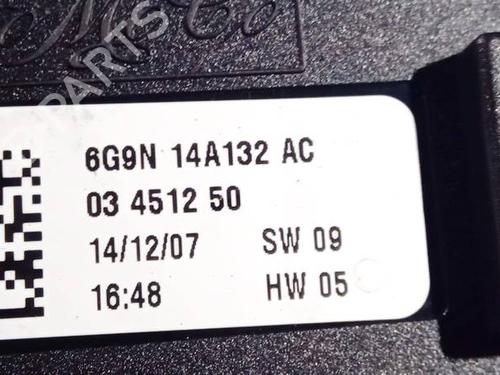 6G9N 14A132 AC
03 4512 50
14/12/07 SW 09
16:48 HW 05